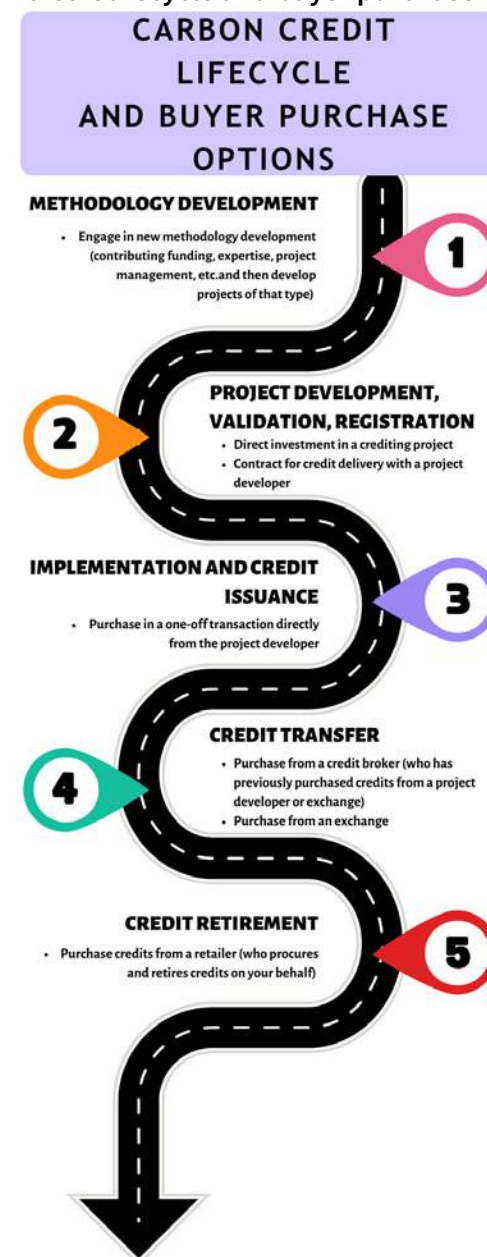 CARBON CREDIT
LIFECYCLE
AND BUYER PURCHASE
OPTIONS
METHODOLOGY DEVELOPMENT
• Engage in new methodology development
(contributing funding, expertise, project
management, etc.and then develop
projects of that type)
1
PROJECT DEVELOPMENT,
VALIDATION, REGISTRATION
• Direct investment in a crediting project
• Contract for credit delivery with a project
developer
2
IMPLEMENTATION AND CREDIT
ISSUANCE
• Purchase in a one-off transaction directly
from the project developer
3
CREDIT TRANSFER
• Purchase from a credit broker (who has
previously purchased credits from a project
developer or exchange)
• Purchase from an exchange
4
CREDIT RETIREMENT
• Purchase credits from a retailer (who procures
and retires credits on your behalf)
5